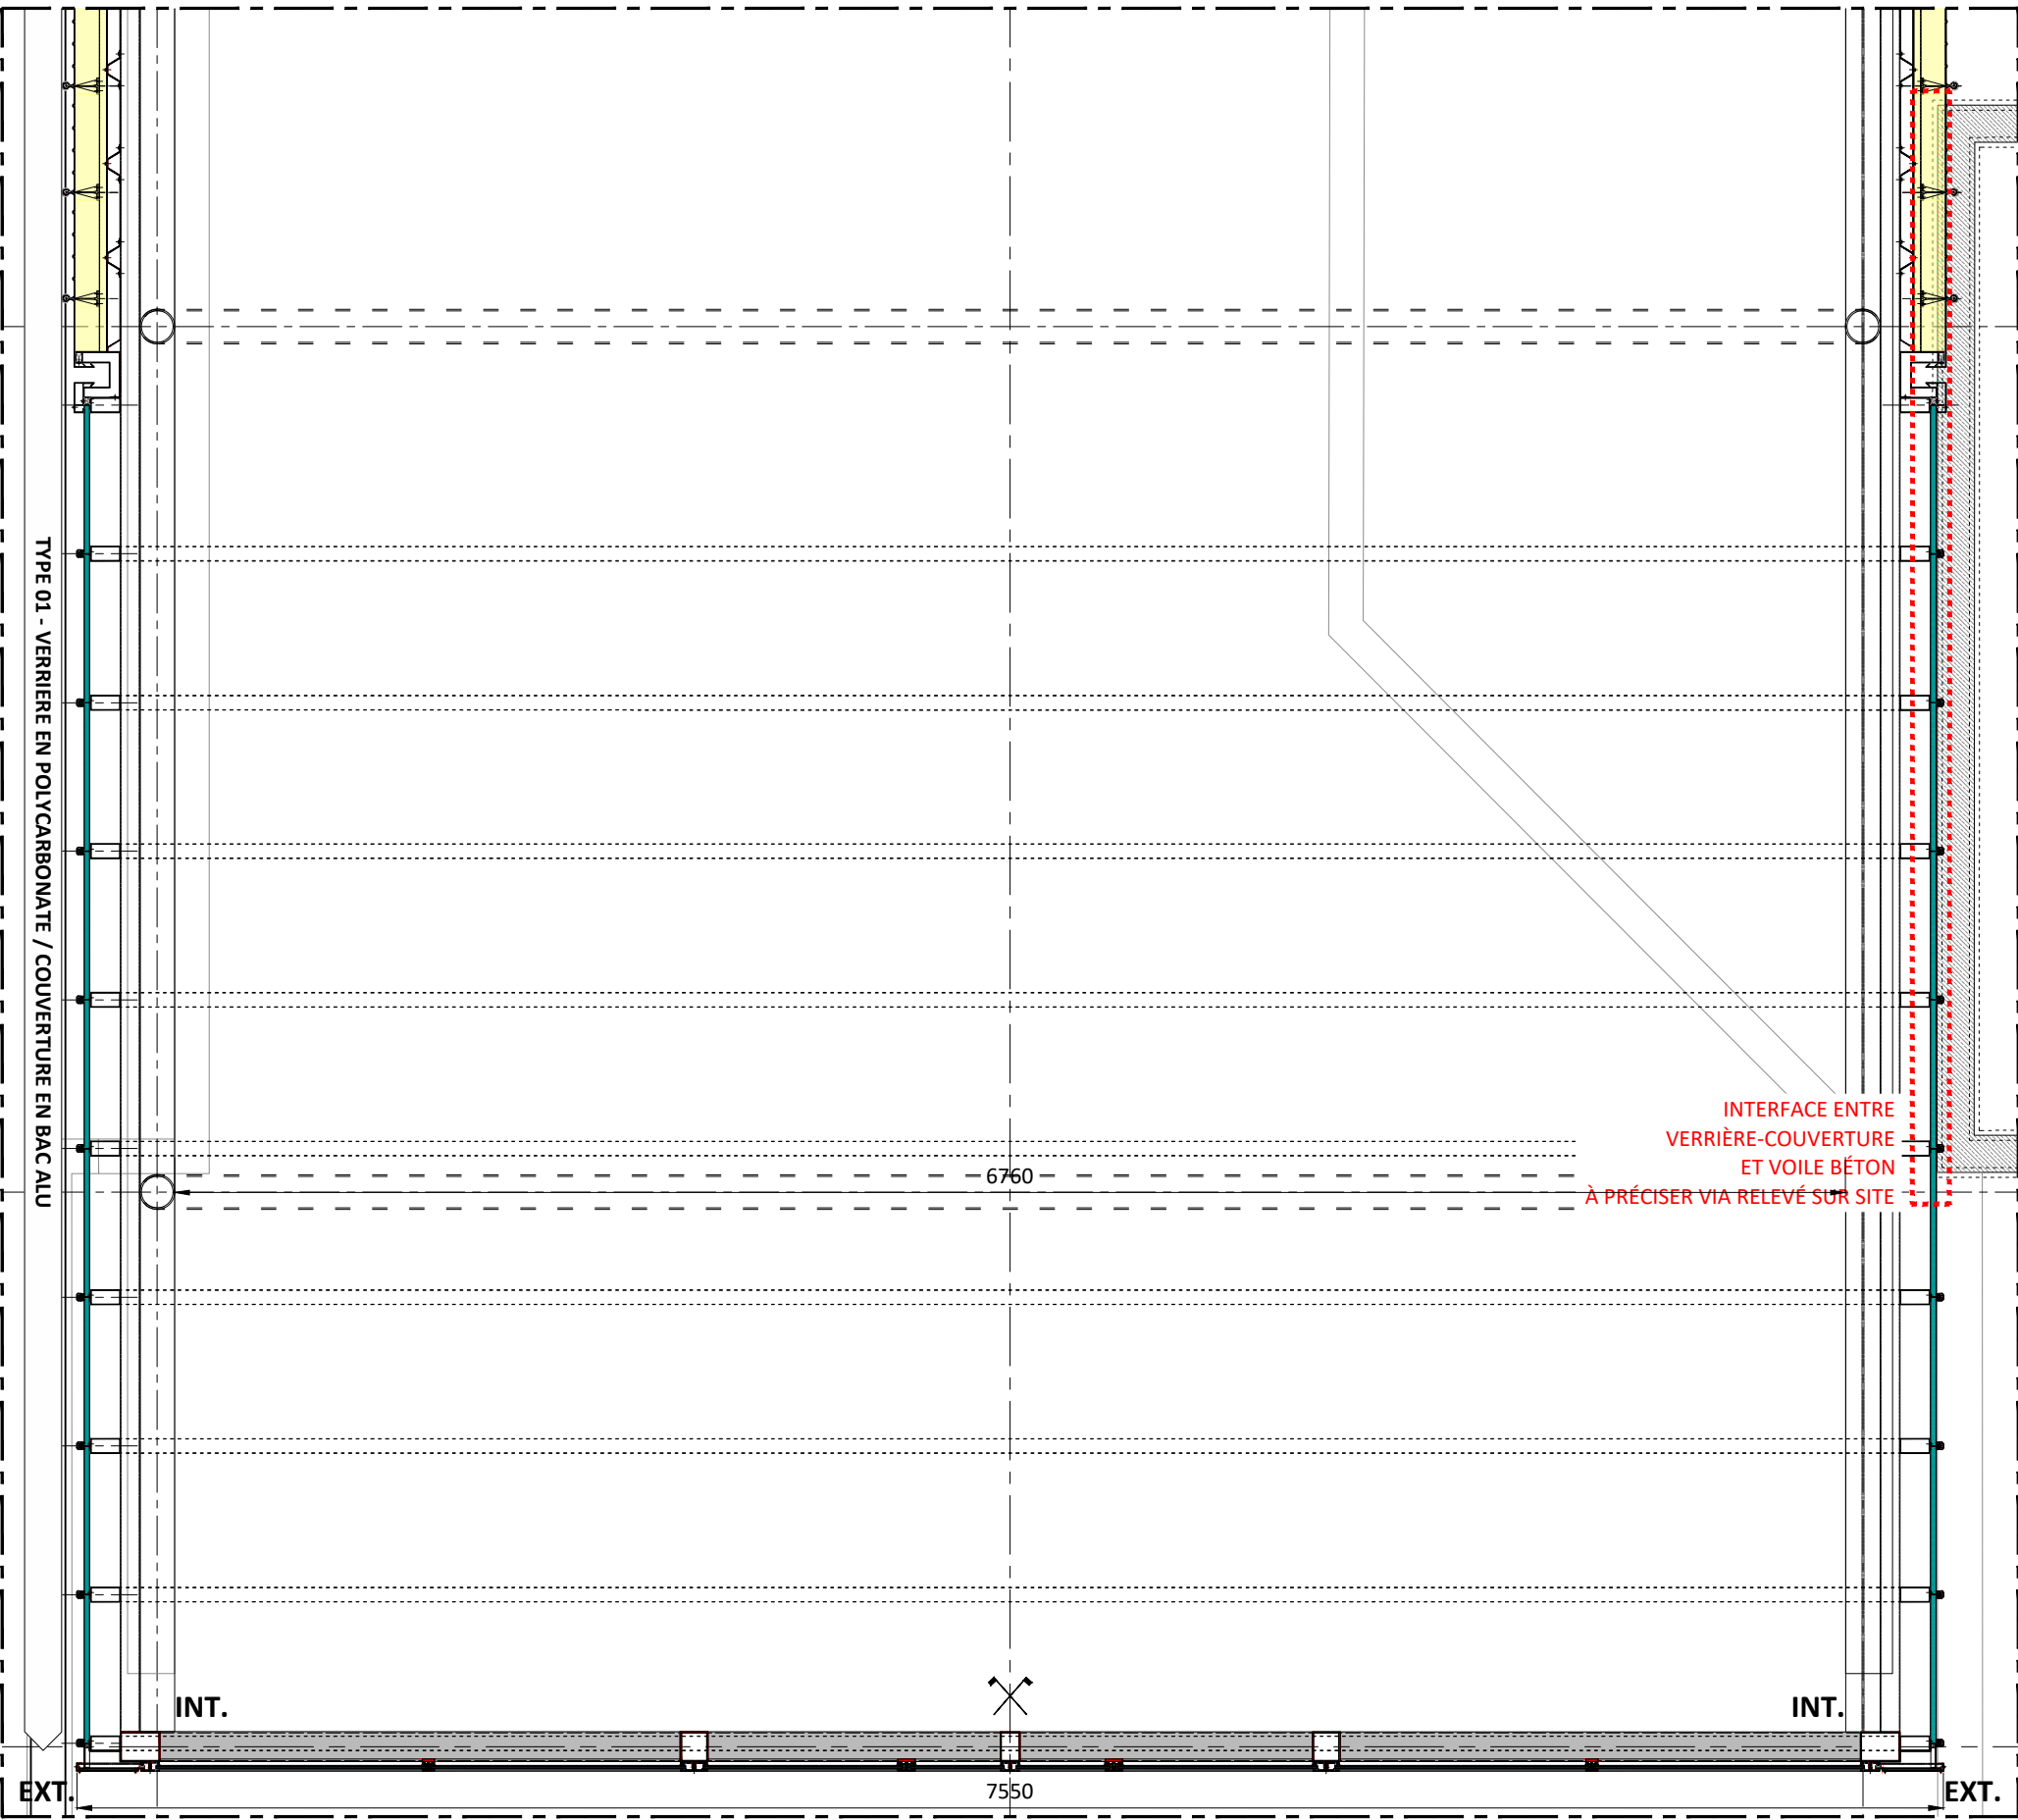 TYPE 01 - VERRIERE EN POLYCARBONATE / COUVERTURE EN BAC ALU
INTERFACE ENTRE
VERRIÈRE-COUVERTURE
ET VOILE BÉTON
À PRÉCISER VIA RELEVÉ SUR SITE
6760
INT.
INT.
EXT.
7550
EXT.